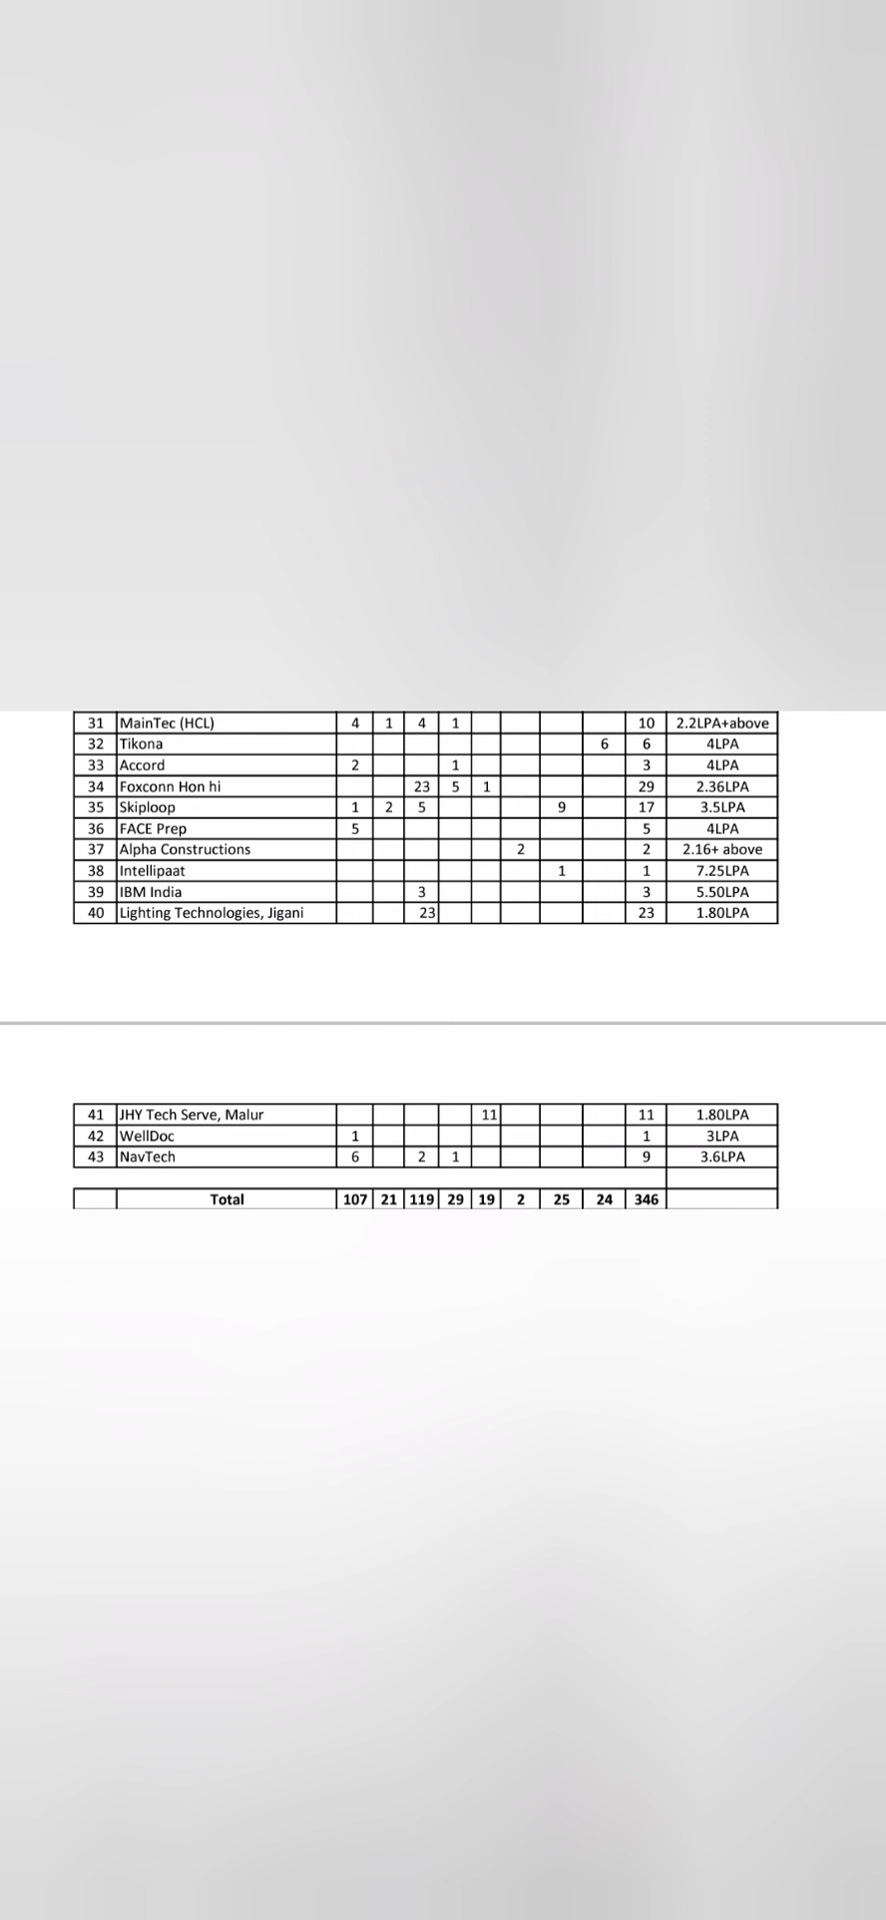 31 MainTec (HCL) 4 1 4 1 10 2.2LPA+above
32 Tikona 6 6 4LPA
33 Accord 2 1 3 4LPA
34 Foxconn Hon hi 23 5 1 29 2.36LPA
35 Skiploop 1 2 5 9 17 3.5LPA
36 FACE Prep 5 5 4LPA
37 Alpha Constructions 2 2 2.16+ above
38 Intellipaat 1 1 7.25LPA
39 IBM India 3 3 5.50LPA
40 Lighting Technologies, Jigani 23 23 1.80LPA
41 JHY Tech Serve, Malur 11 11 1.80LPA
42 WellDoc 1 1 3LPA
43 NavTech 6 2 1 9 3.6LPA
Total 107 21 119 29 19 2 25 24 346